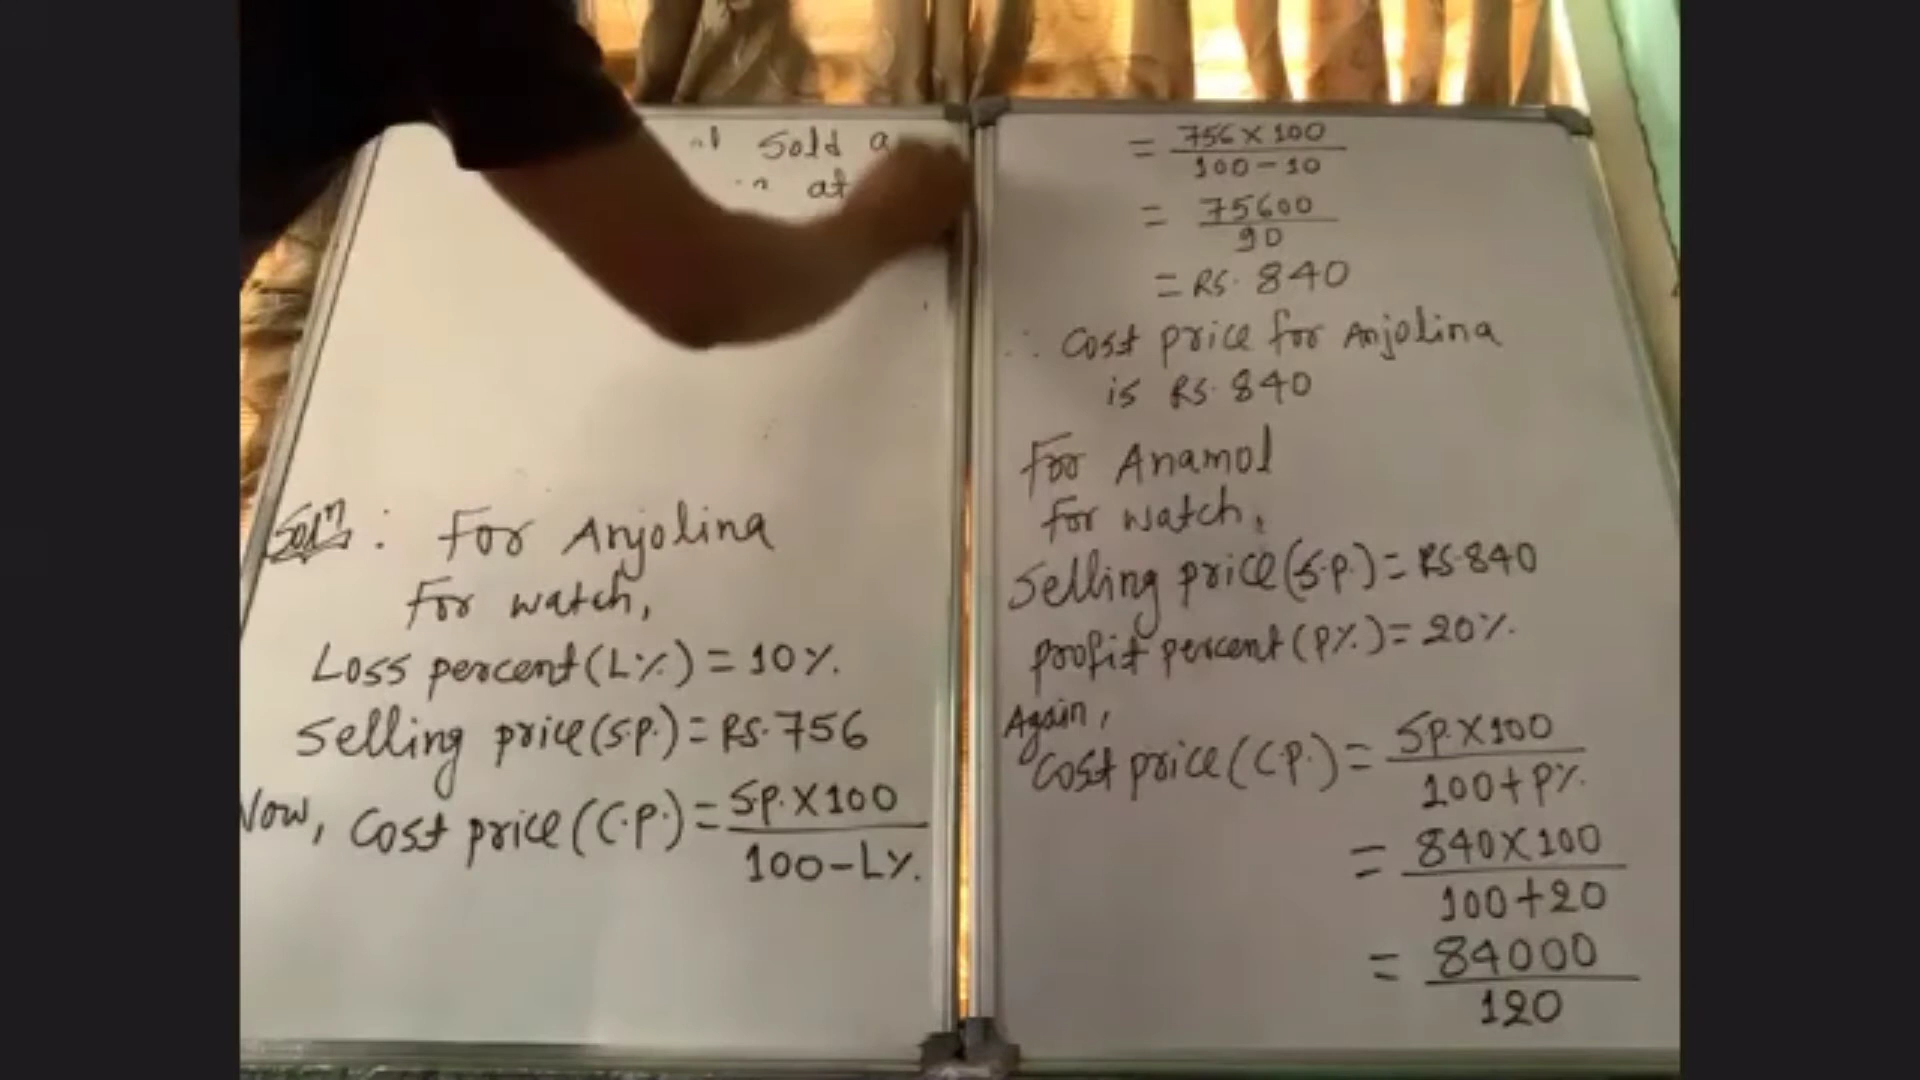 Sold a
at
Solⁿ : For Anjolina
For watch,
Loss percent (L%) = 10%.
Selling price (S.P.) = RS. 756
Now, Cost price (C.P.) = SP. X 100
100 - L%.
= 756 X 100
100 - 10
= 75600
90
= RS. 840
∴ Cost price for Anjolina
is RS. 840
For Anamol
For watch,
Selling price (S.P.) = RS. 840
profit percent (P%.) = 20%.
Again,
Cost price (C.P.) = SP. X 100
100 + P%.
= 840 X 100
100 + 20
= 84000
120